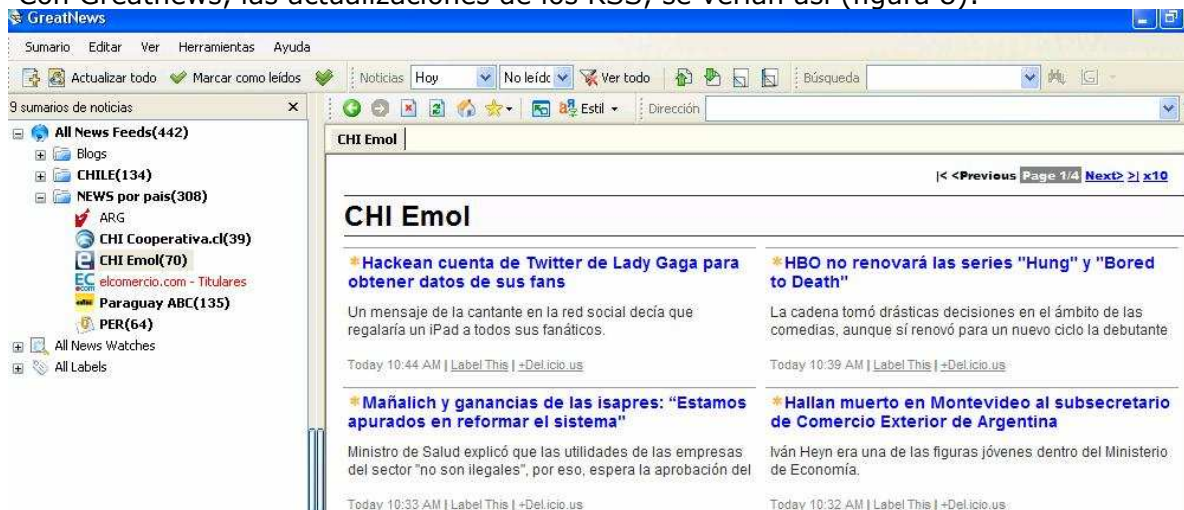 Con Greatnews, las actualizaciones de los RSS, se verían así (figura 6):
GreatNews
Sumario Editar Ver Herramientas Ayuda
Actualizar todo Marcar como leídos Noticias Hoy No leídc Ver todo Búsqueda
9 sumarios de noticias
Estil Dirección
All News Feeds(442)
Blogs
CHILE(134)
NEWS por pais(308)
ARG
CHI Cooperativa.cl(39)
CHI Emol(70)
elcomercio.com - Titulares
Paraguay ABC(135)
PER(64)
All News Watches
All Labels
CHI Emol
|< <Previous Page 1/4 Next> >| x10
CHI Emol
Hackean cuenta de Twitter de Lady Gaga para
obtener datos de sus fans
Un mensaje de la cantante en la red social decía que
regalaría un iPad a todos sus fanáticos.
Today 10:44 AM | Label This | +Del.icio.us
HBO no renovará las series "Hung" y "Bored
to Death"
La cadena tomó drásticas decisiones en el ámbito de las
comedias, aunque sí renovó para un nuevo ciclo la debutante
Today 10:39 AM | Label This | +Del.icio.us
Mañalich y ganancias de las isapres: “Estamos
apurados en reformar el sistema”
Ministro de Salud explicó que las utilidades de las empresas
del sector "no son ilegales", por eso, espera la aprobación del
Today 10:33 AM | Label This | +Del.icio.us
Hallan muerto en Montevideo al subsecretario
de Comercio Exterior de Argentina
Iván Heyn era una de las figuras jóvenes dentro del Ministerio
de Economía.
Today 10:32 AM | Label This | +Del.icio.us